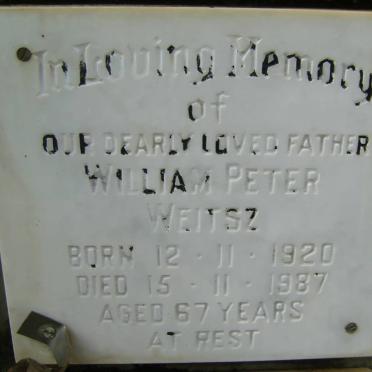 In Loving Memory
of
OUR DEARLY LOVED FATHER
WILLIAM PETER
WEITSZ
BORN 12 · 11 · 1920
DIED 15 · 11 · 1987
AGED 67 YEARS
AT REST